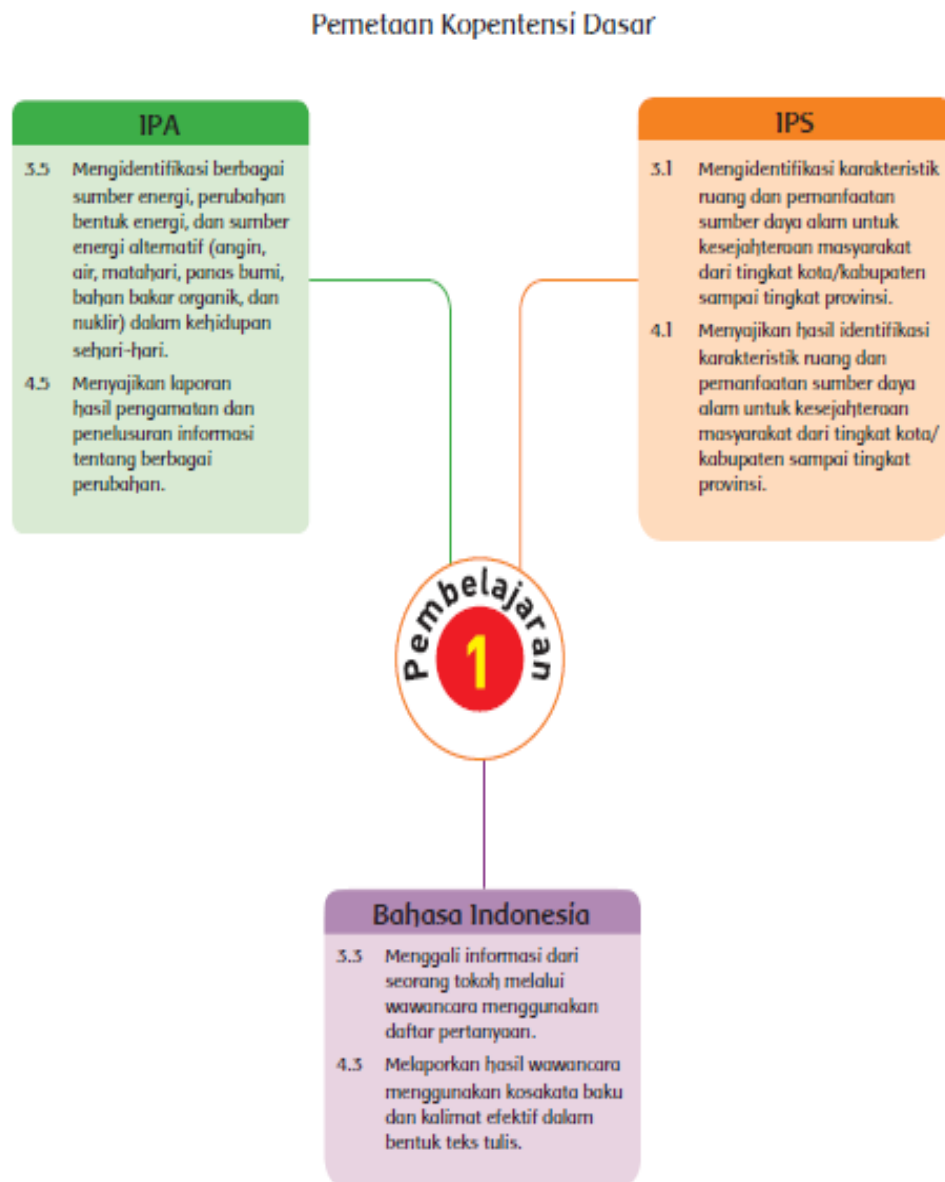 Pemetaan Kopentensi Dasar
IPA
3.5 Mengidentifikasi berbagai
sumber energi, perubahan
bentuk energi, dan sumber
energi alternatif (angin,
air, matahari, panas bumi,
bahan bakar organik, dan
nuklir) dalam kehidupan
sehari-hari.
4.5 Menyajikan laporan
hasil pengamatan dan
penelusuran informasi
tentang berbagai
perubahan.
IPS
3.1 Mengidentifikasi karakteristik
ruang dan pemanfaatan
sumber daya alam untuk
kesejahteraan masyarakat
dari tingkat kota/kabupaten
sampai tingkat provinsi.
4.1 Menyajikan hasil identifikasi
karakteristik ruang dan
pemanfaatan sumber daya
alam untuk kesejahteraan
masyarakat dari tingkat kota/
kabupaten sampai tingkat
provinsi.
Pembelajaran
1
Bahasa Indonesia
3.3 Menggali informasi dari
seorang tokoh melalui
wawancara menggunakan
daftar pertanyaan.
4.3 Melaporkan hasil wawancara
menggunakan kosakata baku
dan kalimat efektif dalam
bentuk teks tulis.